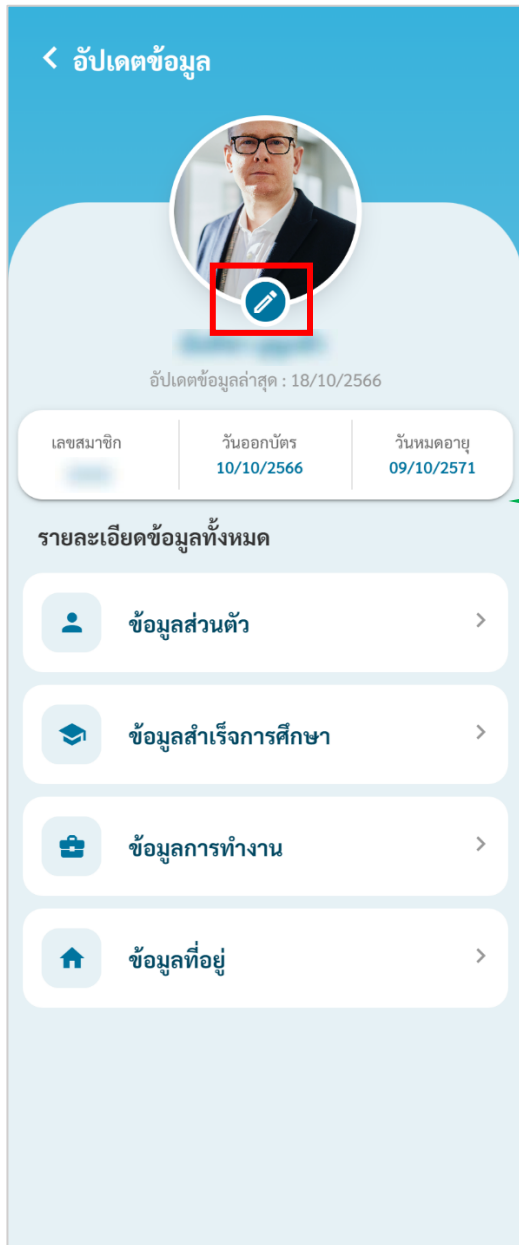 อัปเดตข้อมูล
อัปเดตข้อมูลล่าสุด : 18/10/2566
เลขสมาชิก วันออกบัตร วันหมดอายุ
10/10/2566 09/10/2571
รายละเอียดข้อมูลทั้งหมด
ข้อมูลส่วนตัว
ข้อมูลสำเร็จการศึกษา
ข้อมูลการทำงาน
ข้อมูลที่อยู่